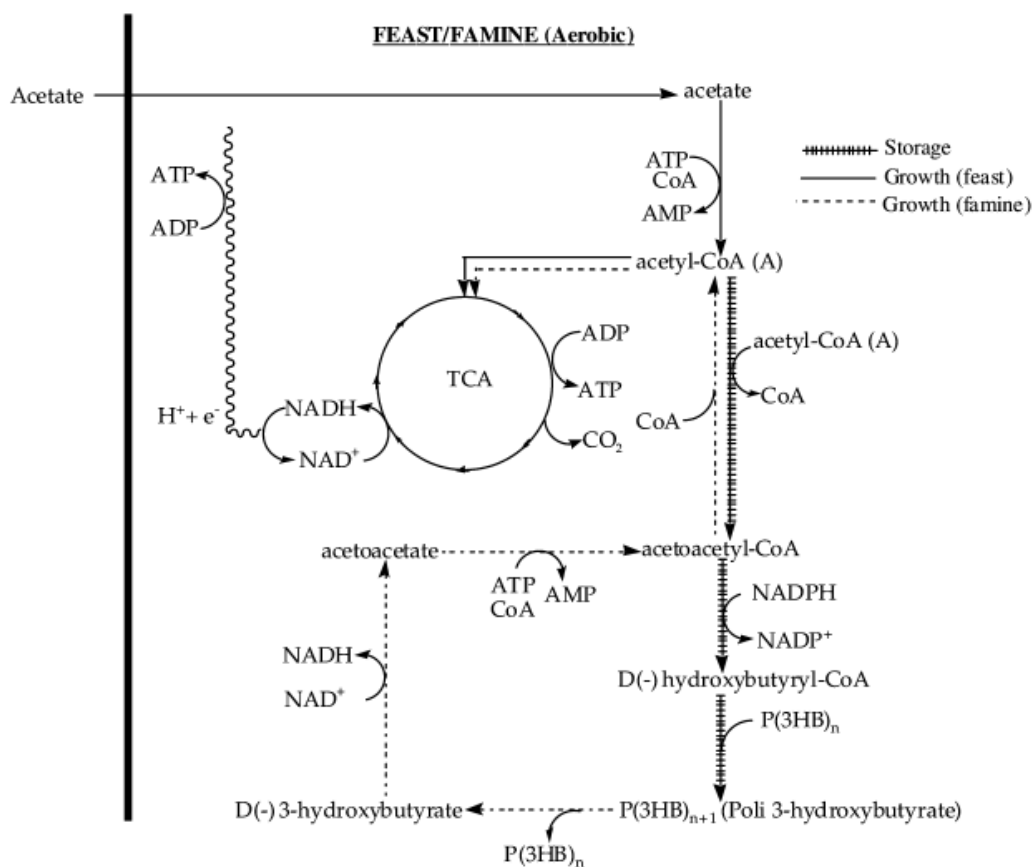 FEAST/FAMINE (Aerobic)
Acetate
acetate
Storage
Growth (feast)
Growth (famine)
ATP
CoA
AMP
ATP
ADP
acetyl-CoA (A)
ADP
ATP
TCA
acetyl-CoA (A)
CoA
CoA
H⁺+ e⁻
NADH
NAD⁺
CO₂
acetoacetate
acetoacetyl-CoA
ATP
CoA
AMP
NADPH
NADP⁺
NADH
NAD⁺
D(-) hydroxybutyryl-CoA
P(3HB)ₙ
D(-) 3-hydroxybutyrate
P(3HB)ₙ₊₁ (Poli 3-hydroxybutyrate)
P(3HB)ₙ